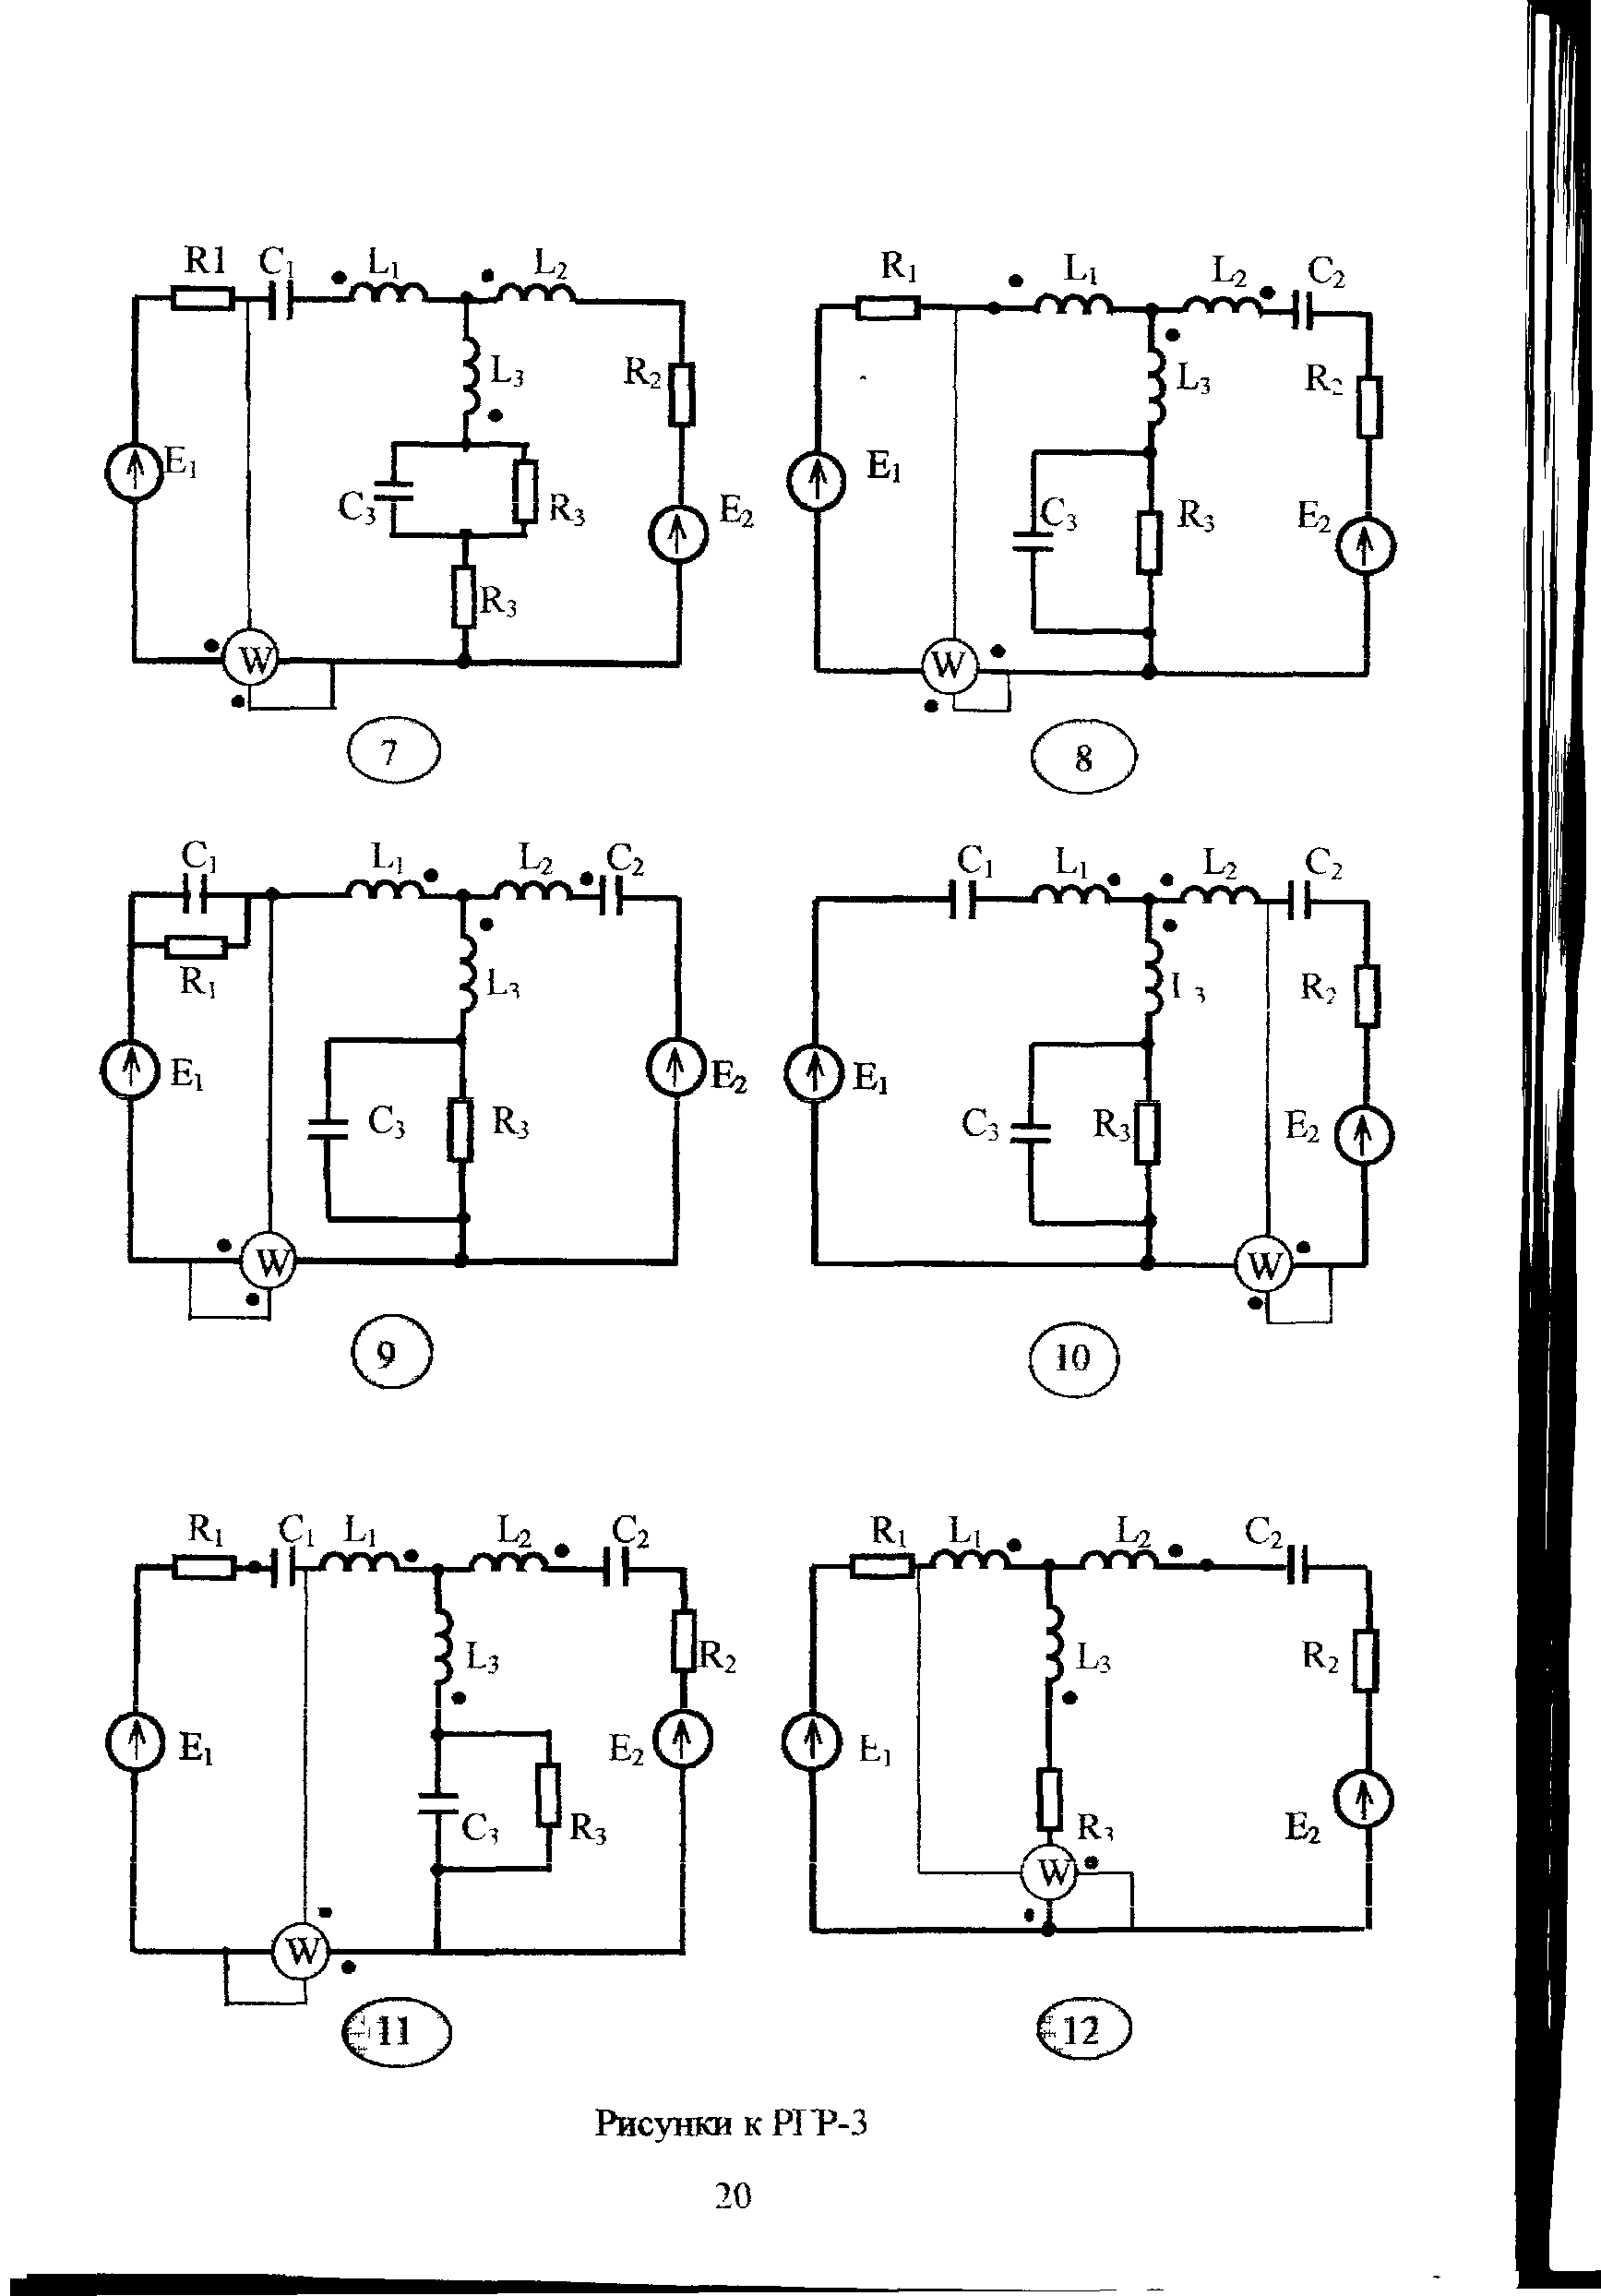 R1 C₁ L₁ L₂
L₃
R₂
E₁
C₃
R₃
E₂
R₃
W
7
R₁ L₁ L₂ C₂
L₃
R₂
E₁
C₃
R₃
E₂
W
8
C₁ L₁ L₂ C₂
R₁
L₃
E₁
E₂
C₃
R₃
W
9
C₁ L₁ L₂ C₂
R₂
E₁
C₃
R₃
E₂
W
10
R₁ C₁ L₁ L₂ C₂
L₃
R₂
E₁
E₂
C₃
R₃
W
11
R₁ L₁ L₂ C₂
L₃
R₂
E₁
R₃
E₂
W
12
Рисунки к РГР-3
20